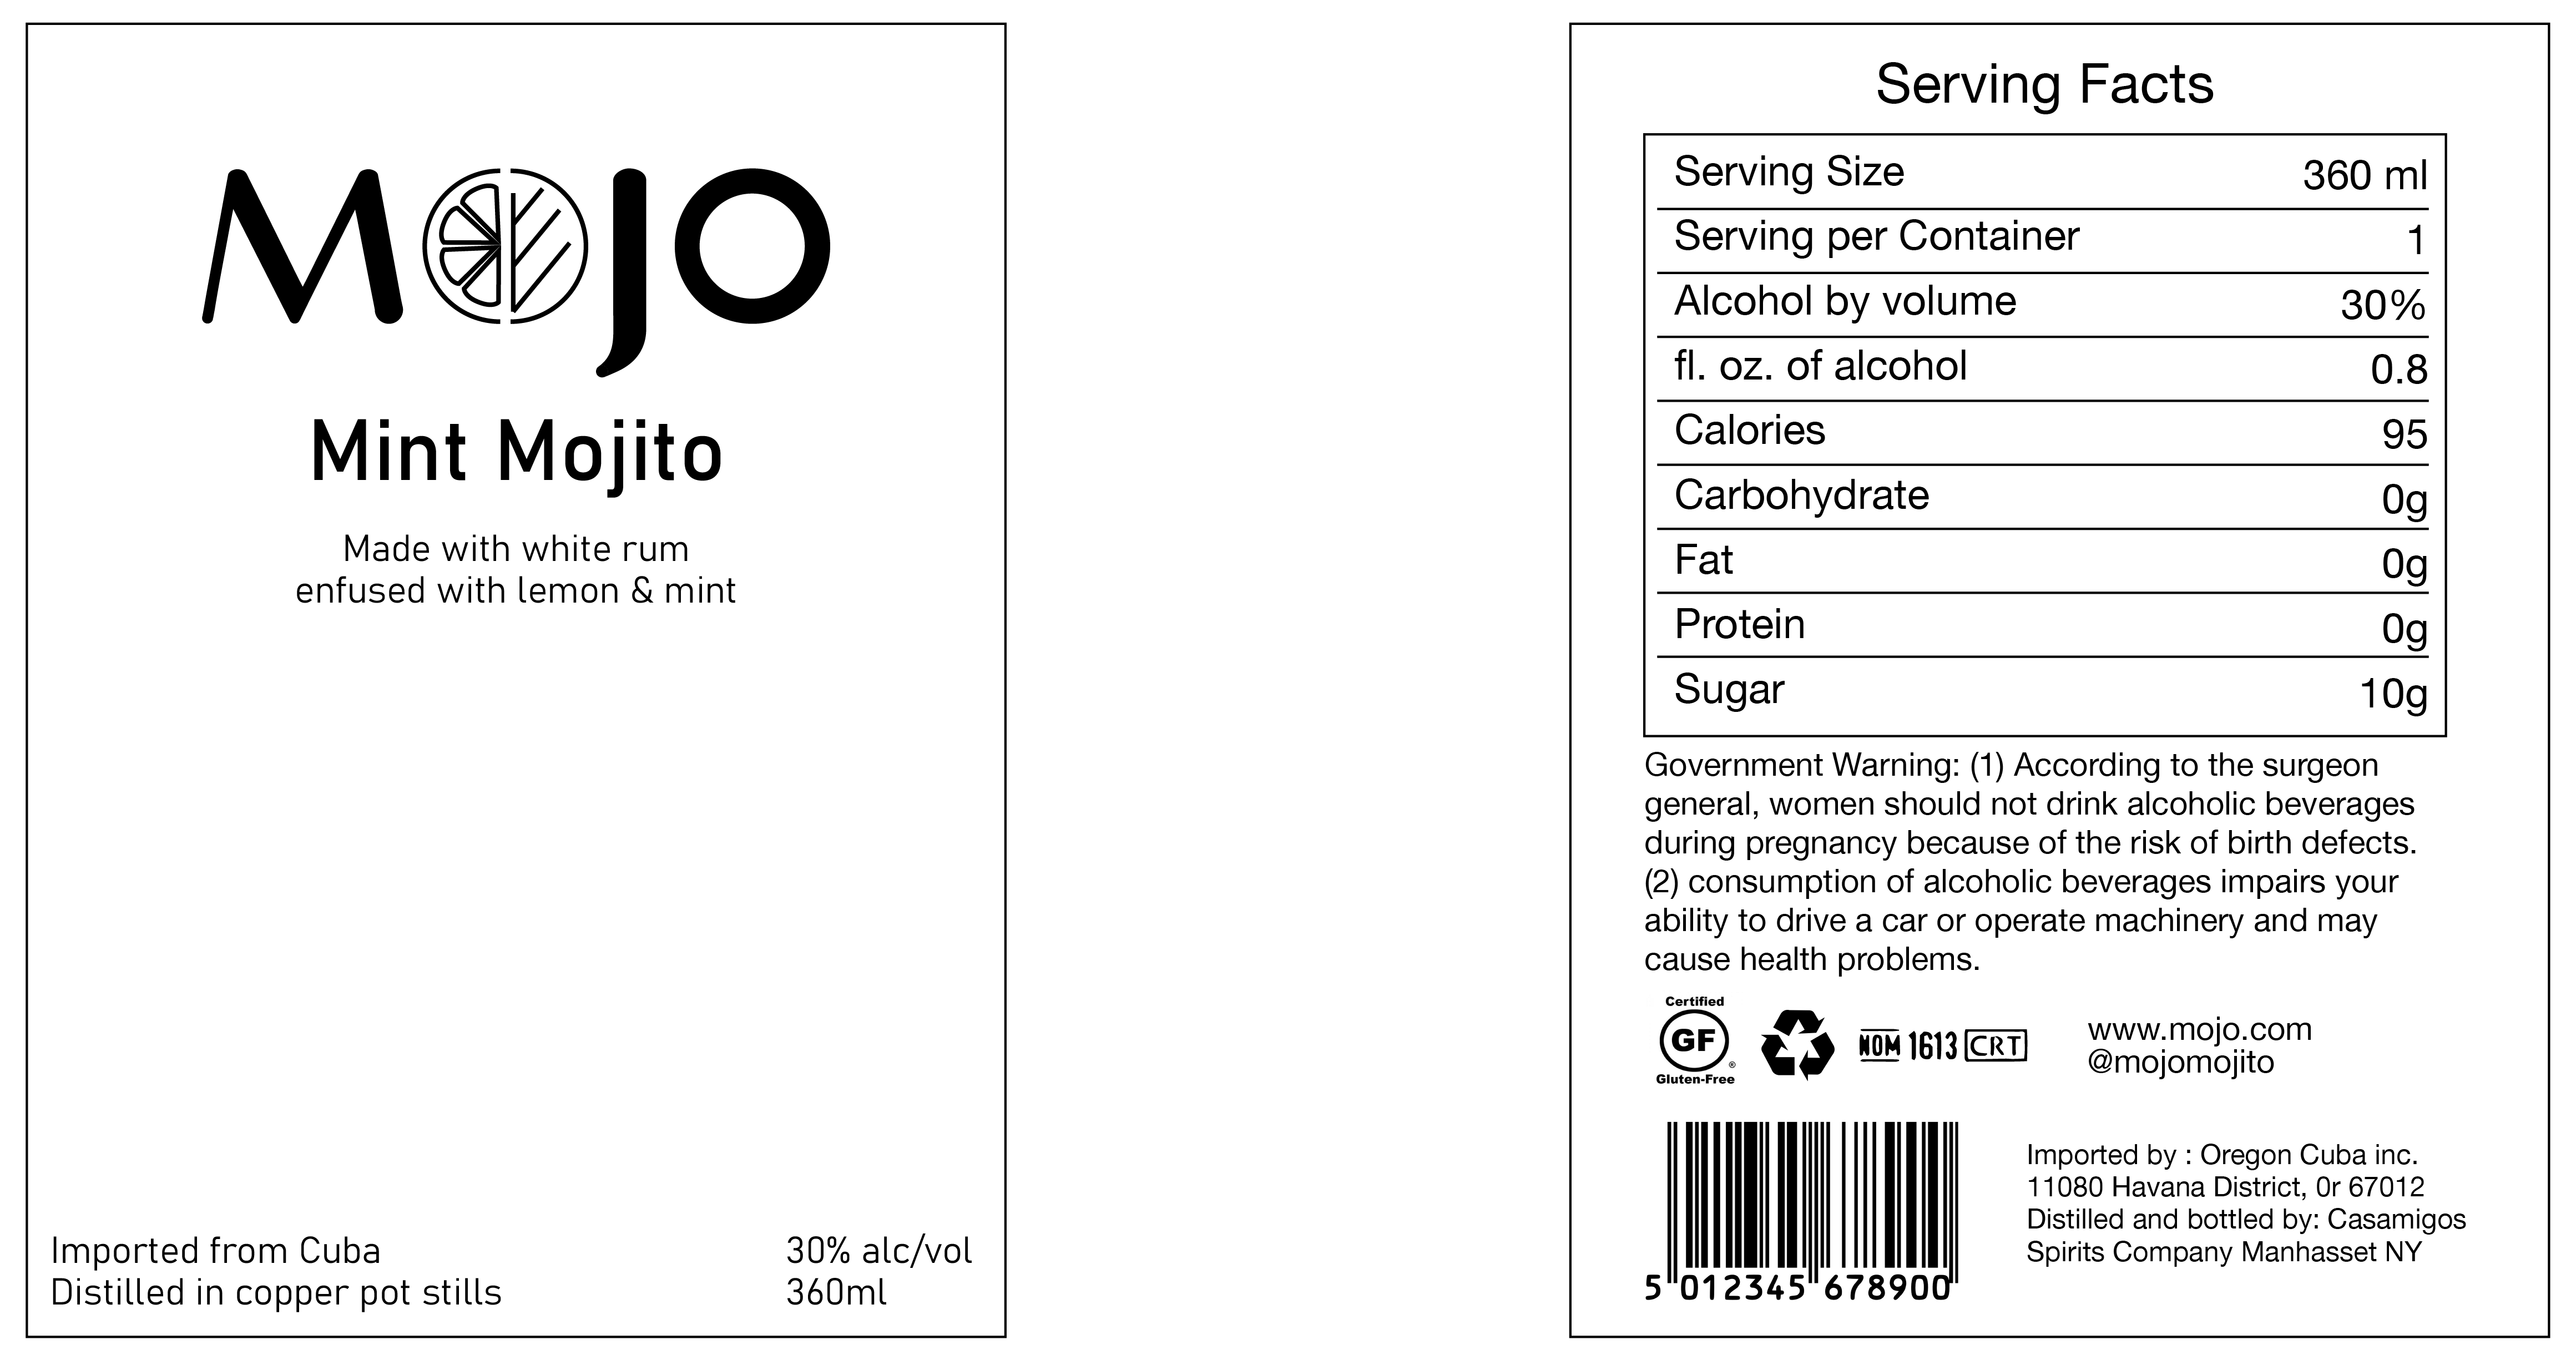 MOJO
Mint Mojito
Made with white rum
enfused with lemon & mint
Imported from Cuba
Distilled in copper pot stills
30% alc/vol
360ml
Serving Facts
Serving Size 360 ml
Serving per Container 1
Alcohol by volume 30%
fl. oz. of alcohol 0.8
Calories 95
Carbohydrate 0g
Fat 0g
Protein 0g
Sugar 10g
Government Warning: (1) According to the surgeon
general, women should not drink alcoholic beverages
during pregnancy because of the risk of birth defects.
(2) consumption of alcoholic beverages impairs your
ability to drive a car or operate machinery and may
cause health problems.
Certified
GF
®
Gluten-Free
NOM 1613 CRT
www.mojo.com
@mojomojito
5 012345 678900
Imported by : Oregon Cuba inc.
11080 Havana District, 0r 67012
Distilled and bottled by: Casamigos
Spirits Company Manhasset NY